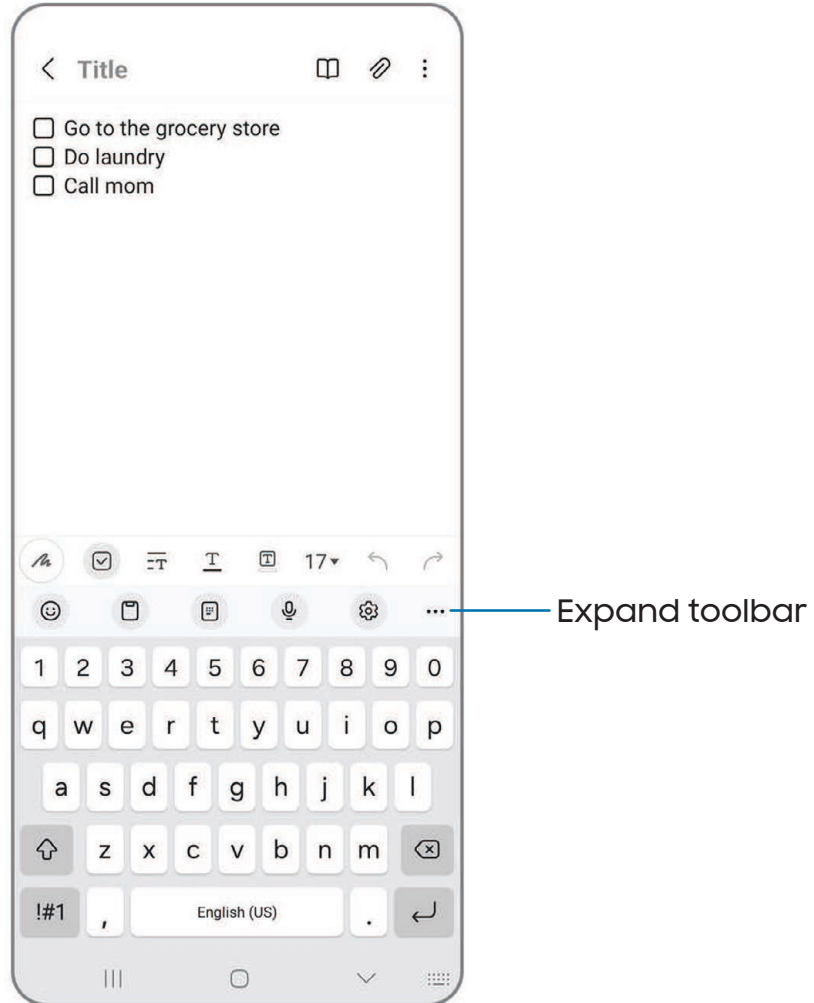 Title
Go to the grocery store
Do laundry
Call mom
T T T 17
Expand toolbar
1 2 3 4 5 6 7 8 9 0
q w e r t y u i o p
a s d f g h j k l
z x c v b n m
!#1 , English (US) .